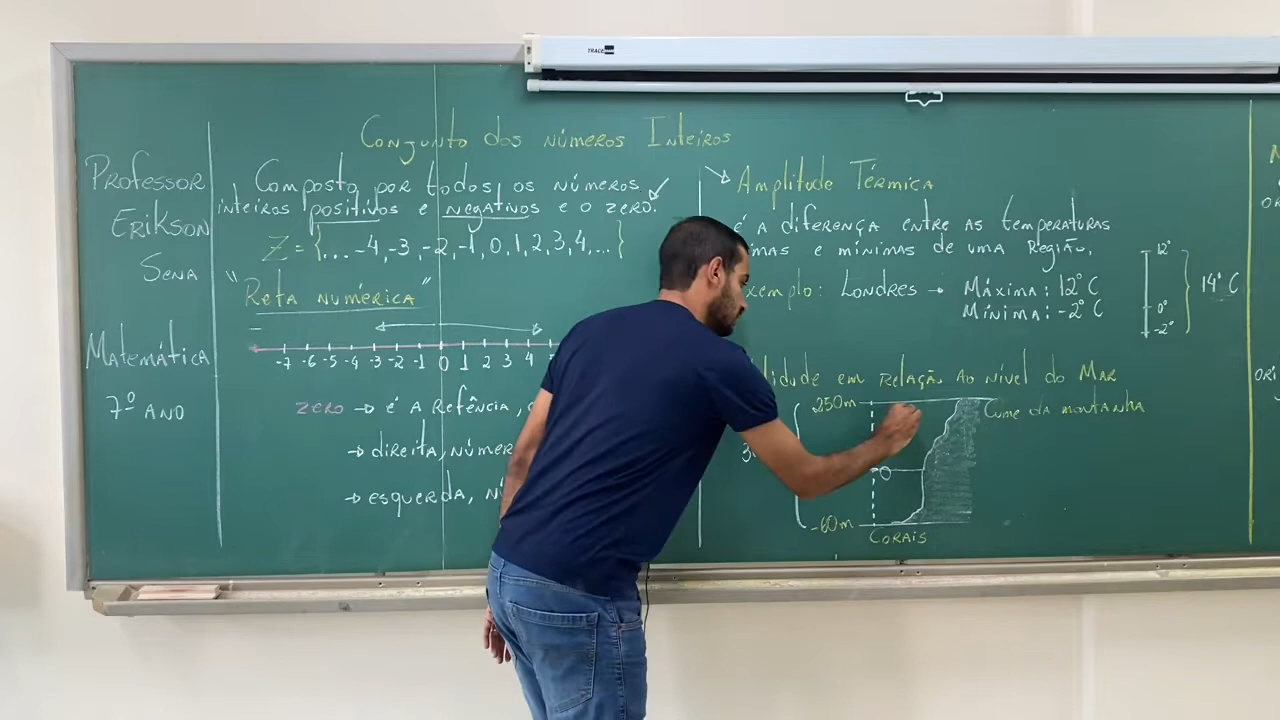 TRACE
Conjunto dos números Inteiros
Professor
Erikson
Sena
Matemática
7º ano
Composto por todos os números
inteiros positivos e negativos e o zero.
Z = {... -4, -3, -2, -1, 0, 1, 2, 3, 4, ...}
"Reta numérica"
-7 -6 -5 -4 -3 -2 -1 0 1 2 3 4
zero → é a Refência,
→ direita, númer
→ esquerda,
Amplitude Térmica
é a diferença entre as temperaturas
mas e mínimas de uma Região.
xemplo: Londres → Máxima: 12°C
Mínima: -2°C
12°
0°
-2°
14°C
em relação ao nível do Mar
250m
Cume da montanha
0
-60m
Corais
ORI